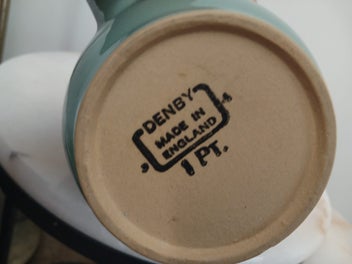 DENBY
MADE IN
ENGLAND
1 PT.